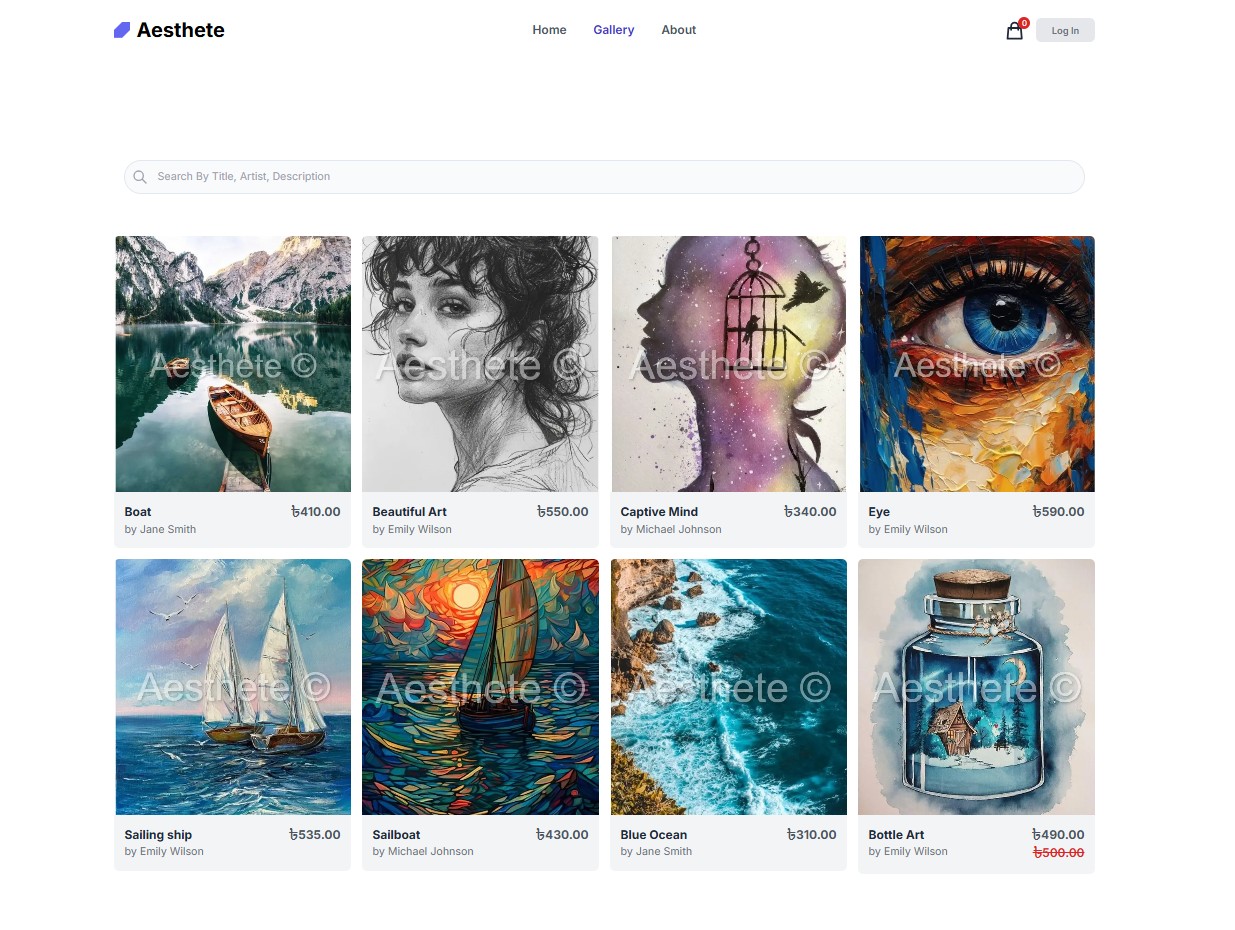 Aesthete
Home Gallery About
0
Log In
Search By Title, Artist, Description
Aesthete ©
Aesthete ©
Aesthete ©
Aesthete ©
Boat ৳410.00
by Jane Smith
Beautiful Art ৳550.00
by Emily Wilson
Captive Mind ৳340.00
by Michael Johnson
Eye ৳590.00
by Emily Wilson
Aesthete ©
Aesthete ©
Aesthete ©
Aesthete ©
Sailing ship ৳535.00
by Emily Wilson
Sailboat ৳430.00
by Michael Johnson
Blue Ocean ৳310.00
by Jane Smith
Bottle Art ৳490.00
by Emily Wilson ৳500.00